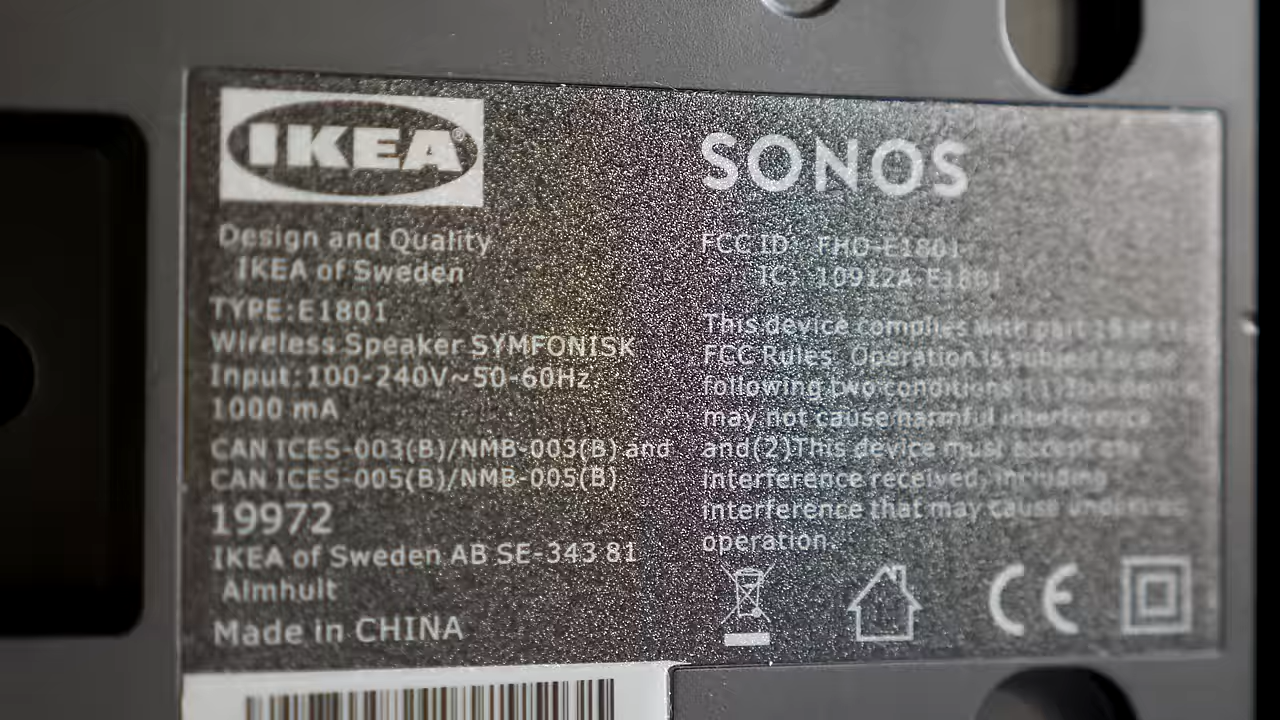 IKEA®
Design and Quality
IKEA of Sweden
TYPE:E1801
Wireless Speaker SYMFONISK
Input:100-240V~50-60Hz
1000 mA
CAN ICES-003(B)/NMB-003(B) and
CAN ICES-005(B)/NMB-005(B)
19972
IKEA of Sweden AB SE-343 81
Almhult
Made in CHINA
SONOS
FCC ID: FHO-E1801
IC: 10912A-E1801
This device complies with part
FCC Rules. Operation is subject to the
following two conditions: (1)This device
may not cause harmful interference
and(2)This device must accept any
interference received, including
interference that may cause
operation.
CE